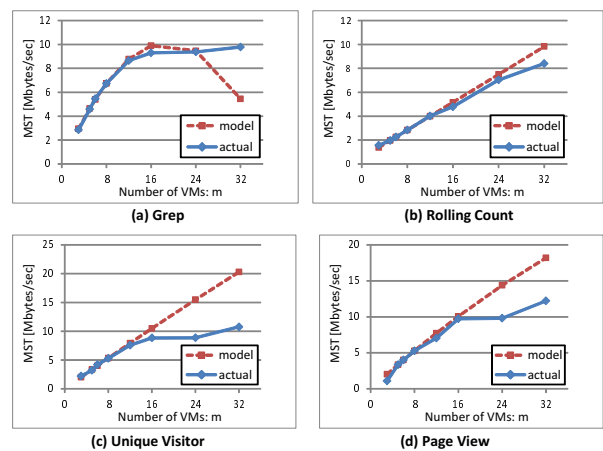 MST [Mbytes/sec]
12
10
8
6
4
2
0
0 8 16 24 32
Number of VMs: m
model
actual
(a) Grep
MST [Mbytes/sec]
12
10
8
6
4
2
0
0 8 16 24 32
Number of VMs: m
model
actual
(b) Rolling Count
MST [Mbytes/sec]
25
20
15
10
5
0
0 8 16 24 32
Number of VMs: m
model
actual
(c) Unique Visitor
MST [Mbytes/sec]
20
15
10
5
0
0 8 16 24 32
Number of VMs: m
model
actual
(d) Page View